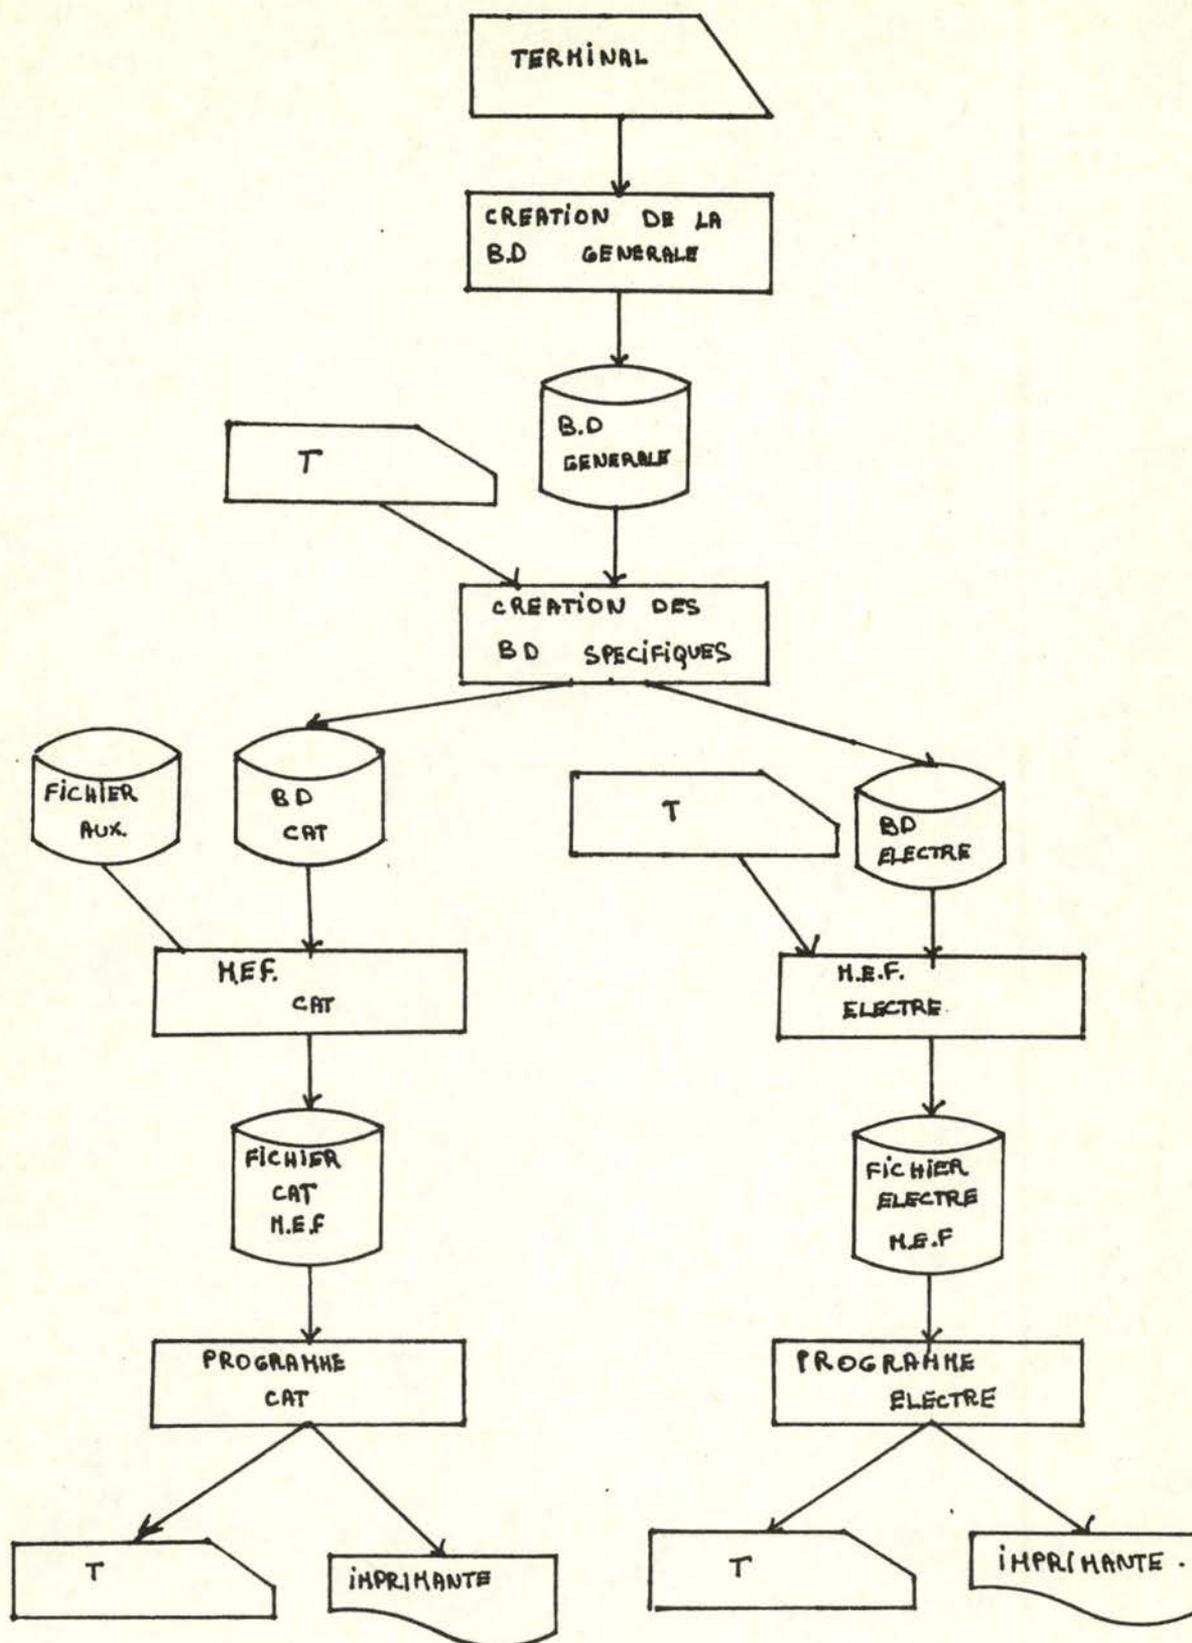 TERMINAL
CREATION DE LA
B.D GENERALE
B.D
GENERALE
T
CREATION DES
BD SPECIFIQUES
FICHIER
AUX.
BD
CAT
T
BD
ELECTRE
M.E.F.
CAT
M.E.F.
ELECTRE
FICHIER
CAT
M.E.F
FICHIER
ELECTRE
M.E.F
PROGRAMME
CAT
PROGRAMME
ELECTRE
T
IMPRIMANTE
T
IMPRIMANTE.